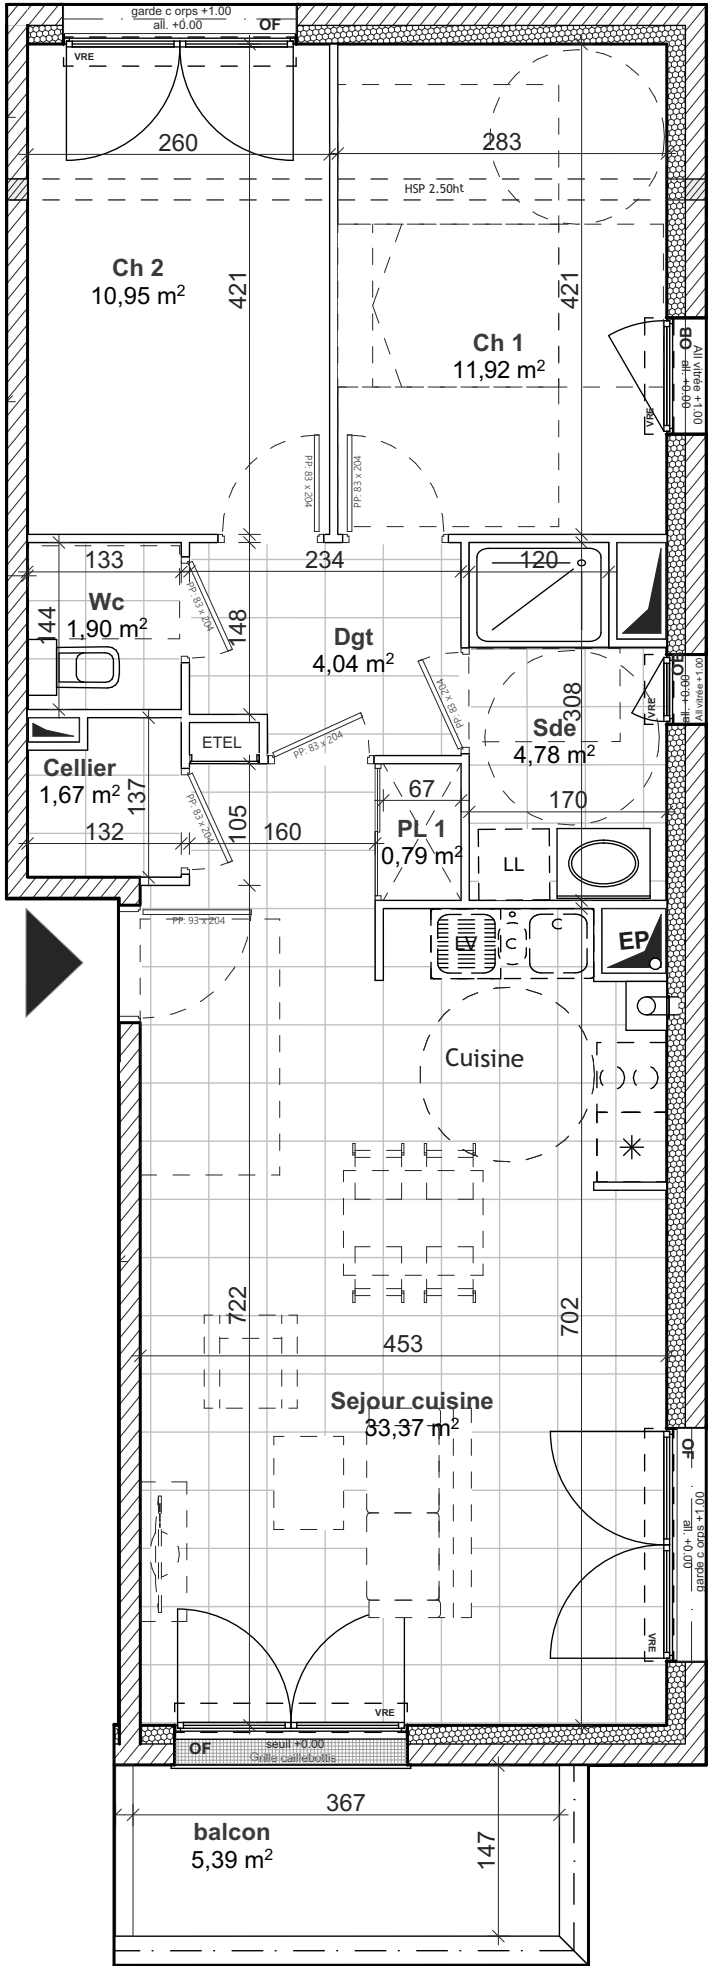 garde c orps +1.00
all. +0.00
OF
VRE
260
283
HSP 2.50ht
Ch 2
10,95 m²
421
421
Ch 1
11,92 m²
OB
all. +0.00
All vitrée +1.00
VRE
PP: 83 x 204
PP: 83 x 204
133
234
120
Wc
1,90 m²
144
PP: 83 x 204
148
Dgt
4,04 m²
PP: 83 x 204
308
Sde
4,78 m²
VRE
all. +0.00
All vitrée +1.00
ETEL
PP: 83 x 204
Cellier
1,67 m²
137
132
PP: 83 x 204
105
160
67
PL 1
0,79 m²
170
LL
PP: 93 x 204
LV
EP
Cuisine
722
702
453
Sejour cuisine
33,37 m²
OF
all. +0.00
garde c orps +1.00
VRE
VRE
OF
seuil +0.00
Grille caillebottis
367
balcon
5,39 m²
147